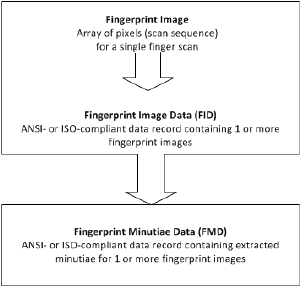 Fingerprint Image
Array of pixels (scan sequence)
for a single finger scan
Fingerprint Image Data (FID)
ANSI- or ISO-compliant data record containing 1 or more
fingerprint images
Fingerprint Minutiae Data (FMD)
ANSI- or ISO-compliant data record containing extracted
minutiae for 1 or more fingerprint images